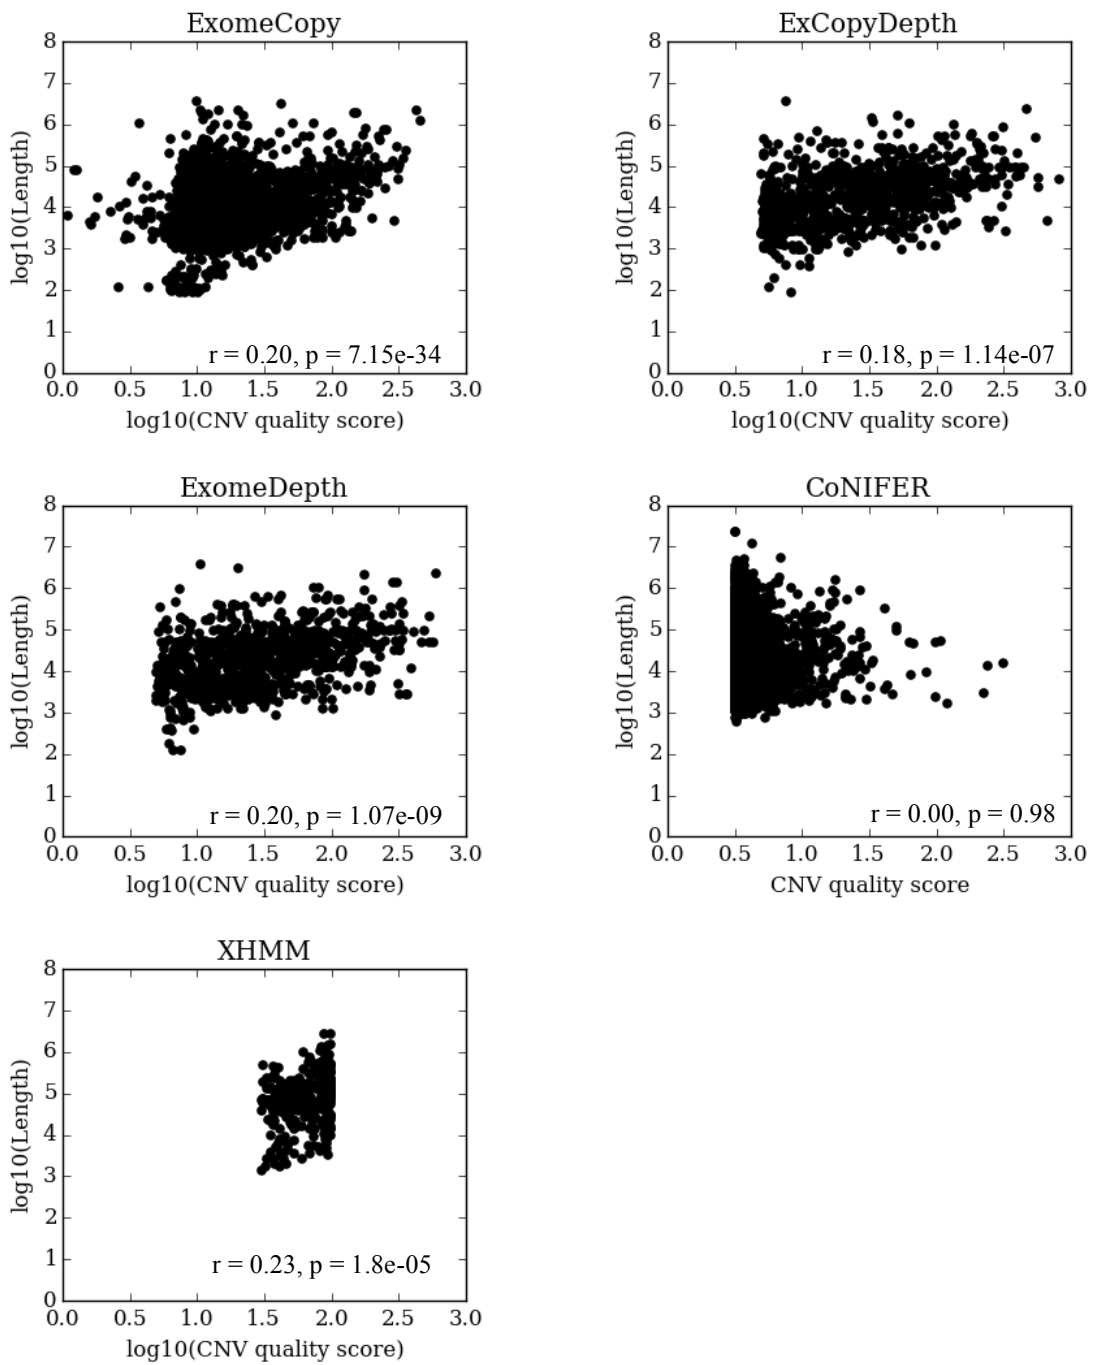 ExomeCopy
8
7
6
5
4
3
2
1
0
log10(Length)
r = 0.20, p = 7.15e-34
0.0 0.5 1.0 1.5 2.0 2.5 3.0
log10(CNV quality score)
ExCopyDepth
8
7
6
5
4
3
2
1
0
log10(Length)
r = 0.18, p = 1.14e-07
0.0 0.5 1.0 1.5 2.0 2.5 3.0
log10(CNV quality score)
ExomeDepth
8
7
6
5
4
3
2
1
0
log10(Length)
r = 0.20, p = 1.07e-09
0.0 0.5 1.0 1.5 2.0 2.5 3.0
log10(CNV quality score)
CoNIFER
8
7
6
5
4
3
2
1
0
log10(Length)
r = 0.00, p = 0.98
0.0 0.5 1.0 1.5 2.0 2.5 3.0
CNV quality score
XHMM
8
7
6
5
4
3
2
1
0
log10(Length)
r = 0.23, p = 1.8e-05
0.0 0.5 1.0 1.5 2.0 2.5 3.0
log10(CNV quality score)